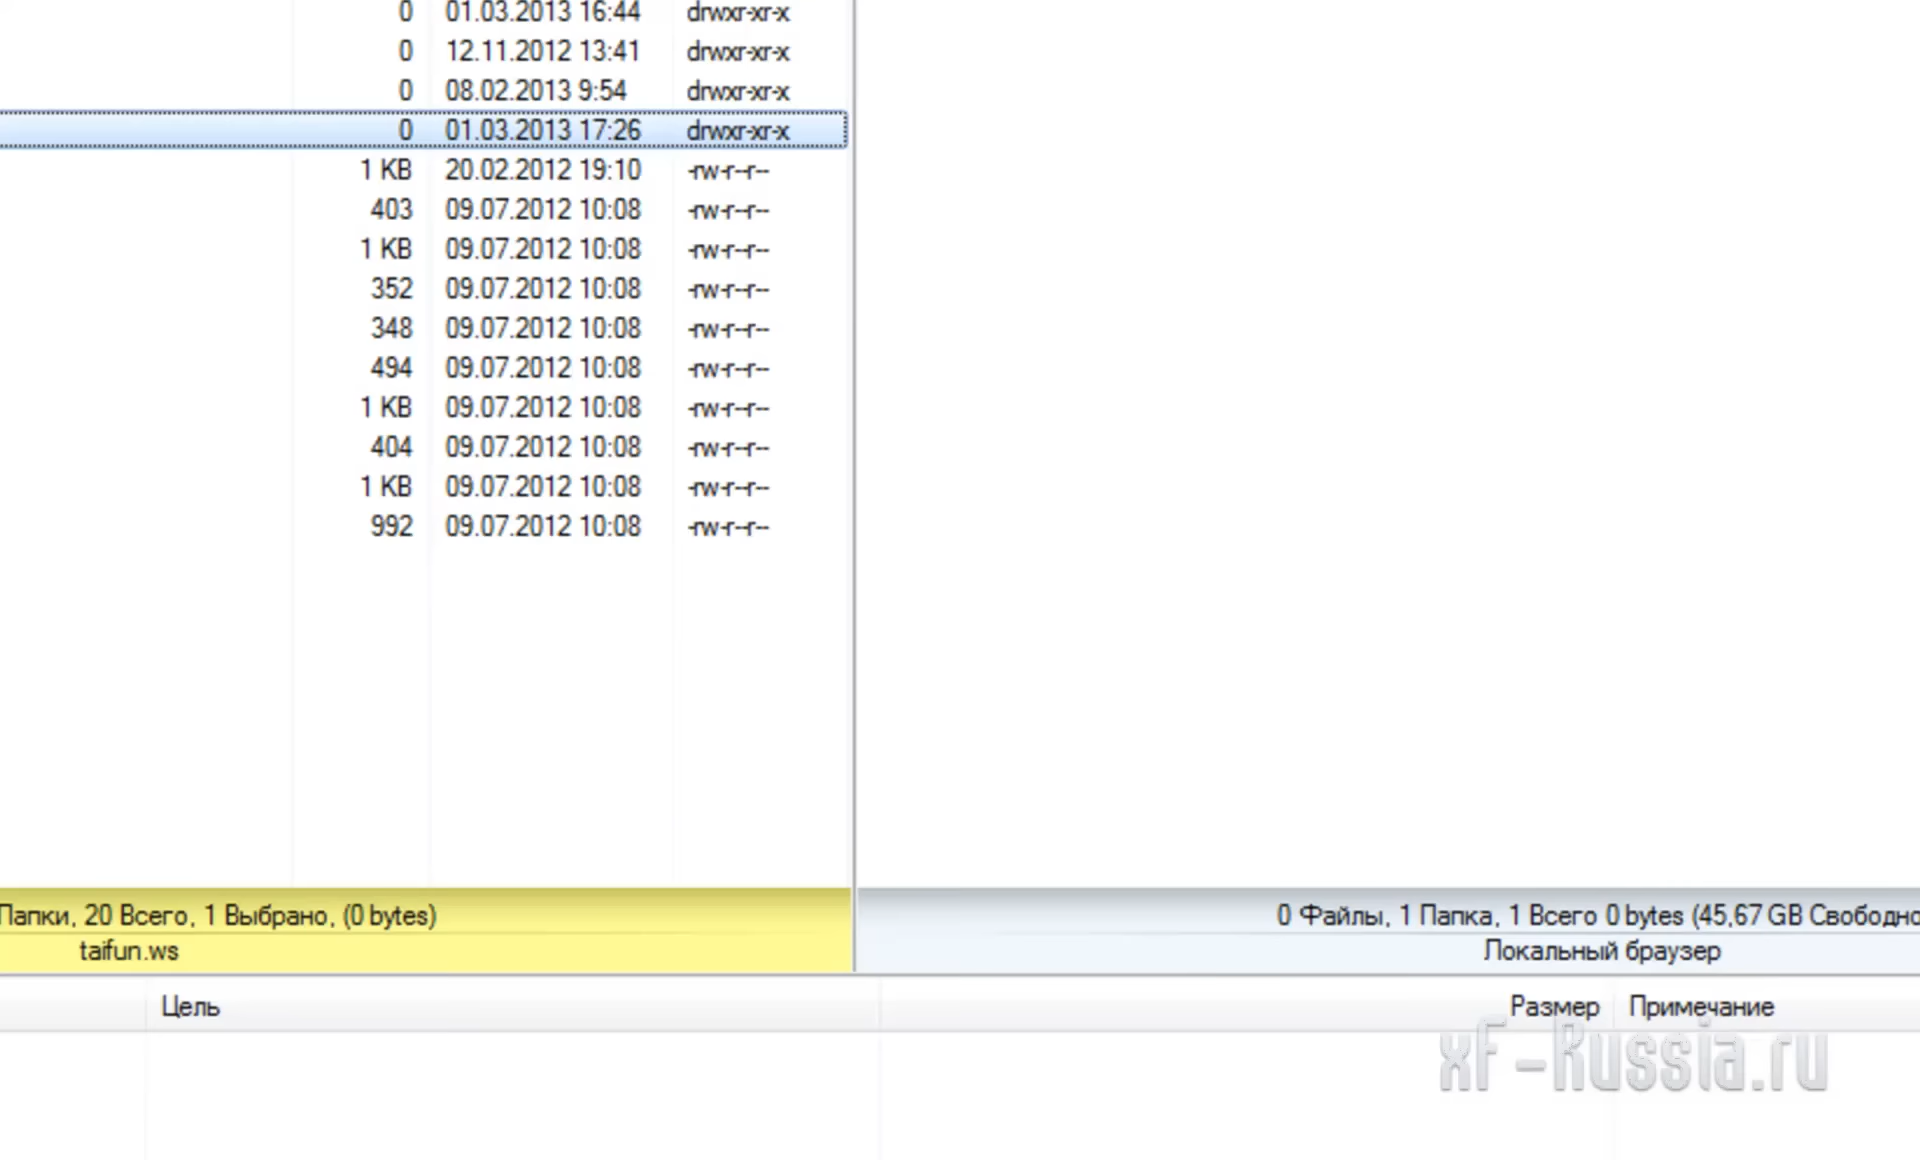 0 01.03.2013 16:44 drwxr-xr-x
0 12.11.2012 13:41 drwxr-xr-x
0 08.02.2013 9:54 drwxr-xr-x
0 01.03.2013 17:26 drwxr-xr-x
1 KB 20.02.2012 19:10 -rw-r--r--
403 09.07.2012 10:08 -rw-r--r--
1 KB 09.07.2012 10:08 -rw-r--r--
352 09.07.2012 10:08 -rw-r--r--
348 09.07.2012 10:08 -rw-r--r--
494 09.07.2012 10:08 -rw-r--r--
1 KB 09.07.2012 10:08 -rw-r--r--
404 09.07.2012 10:08 -rw-r--r--
1 KB 09.07.2012 10:08 -rw-r--r--
992 09.07.2012 10:08 -rw-r--r--
Папки, 20 Всего, 1 Выбрано, (0 bytes)
taifun.ws
0 Файлы, 1 Папка, 1 Всего 0 bytes (45,67 GB Свободно
Локальный браузер
Цель Размер Примечание
xF-Russia.ru